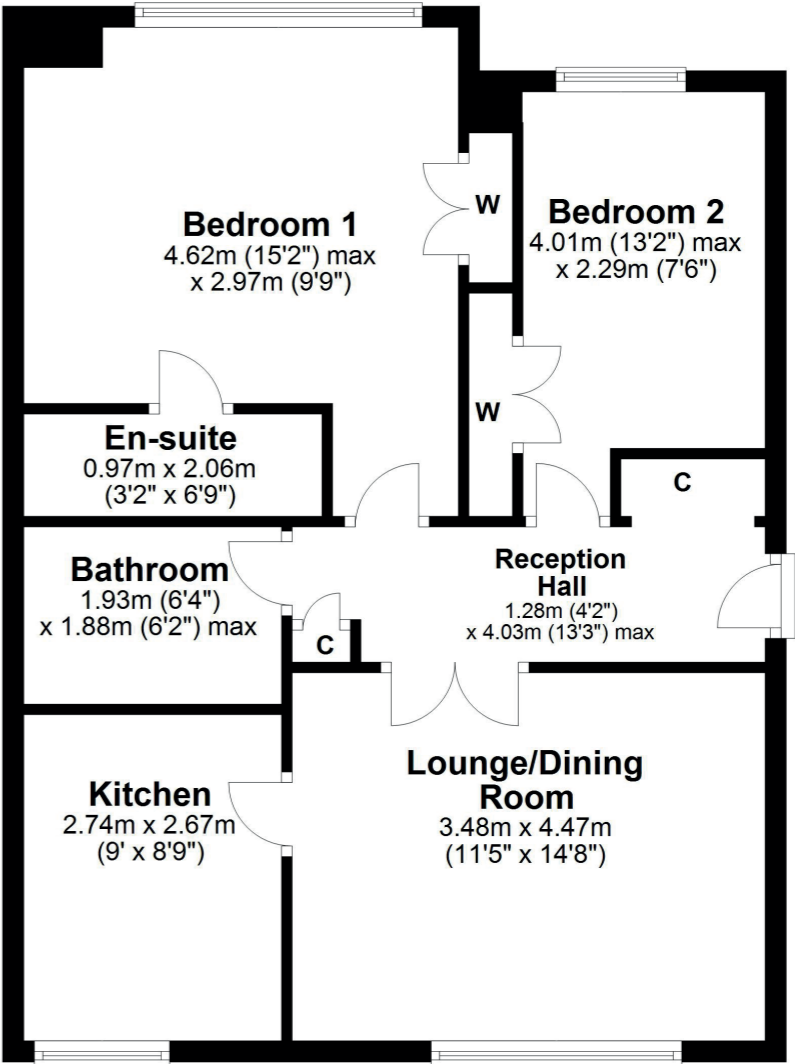 Bedroom 1
4.62m (15'2") max
x 2.97m (9'9")
W
Bedroom 2
4.01m (13'2") max
x 2.29m (7'6")
W
En-suite
0.97m x 2.06m
(3'2" x 6'9")
C
Bathroom
1.93m (6'4")
x 1.88m (6'2") max
Reception
Hall
1.28m (4'2")
x 4.03m (13'3") max
C
Kitchen
2.74m x 2.67m
(9' x 8'9")
Lounge/Dining
Room
3.48m x 4.47m
(11'5" x 14'8")